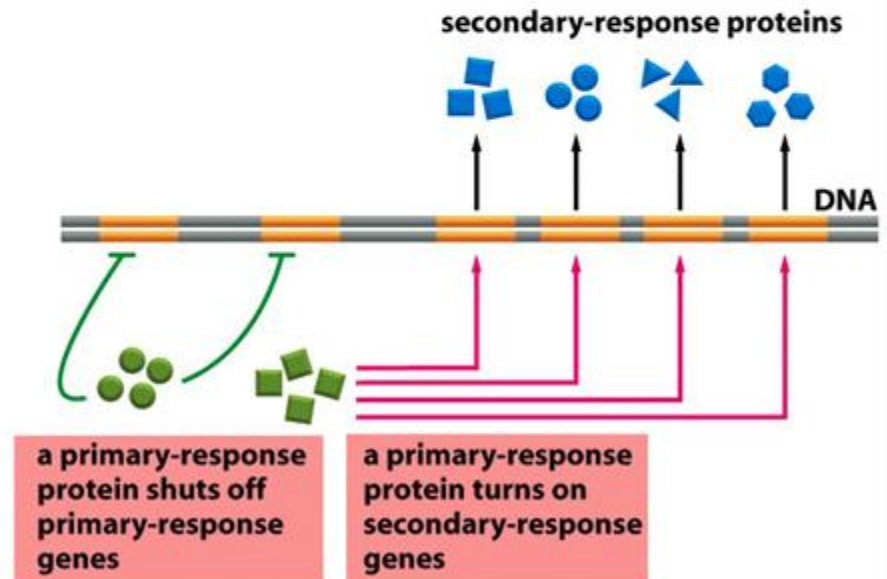 secondary-response proteins
DNA
a primary-response
protein shuts off
primary-response
genes
a primary-response
protein turns on
secondary-response
genes